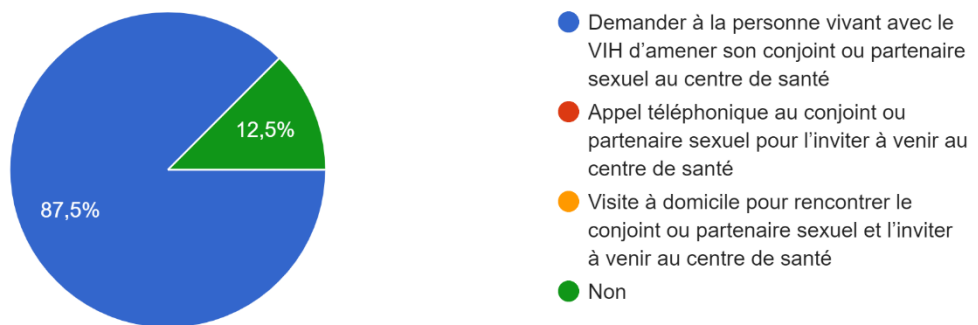 Demander à la personne vivant avec le
VIH d’amener son conjoint ou partenaire
sexuel au centre de santé
Appel téléphonique au conjoint ou
partenaire sexuel pour l’inviter à venir au
centre de santé
Visite à domicile pour rencontrer le
conjoint ou partenaire sexuel et l’inviter
à venir au centre de santé
Non
12,5%
87,5%